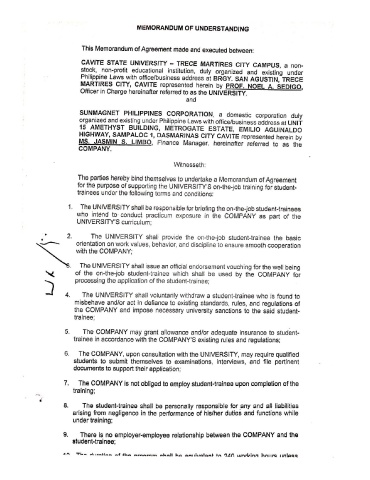 MEMORANDUM OF UNDERSTANDING
This Memorandum of Agreement made and executed between:
CAVITE STATE UNIVERSITY – TRECE MARTIRES CITY CAMPUS, a non-
stock, non-profit educational institution, duly organized and existing under
Philippine Laws with office/business address at BRGY. SAN AGUSTIN, TRECE
MARTIRES CITY, CAVITE represented herein by PROF. NOEL A. SEDIGO,
Officer in Charge hereinafter referred to as the UNIVERSITY.
and
SUNMAGNET PHILIPPINES CORPORATION, a domestic corporation duly
organized and existing under Philippine Laws with office/business address at UNIT
15 AMETHYST BUILDING, METROGATE ESTATE, EMILIO AGUINALDO
HIGHWAY, SAMPALOC 1, DASMARINAS CITY CAVITE represented herein by
MS. JASMIN S. LIMBO, Finance Manager, hereinafter referred to as the
COMPANY.
Witnesseth:
The parties hereby bind themselves to undertake a Memorandum of Agreement
for the purpose of supporting the UNIVERSITY'S on-the-job training for student-
trainees under the following terms and conditions:
1. The UNIVERSITY shall be responsible for briefing the on-the-job student-trainees
who intend to conduct practicum exposure in the COMPANY as part of the
UNIVERSITY'S curriculum;
2. The UNIVERSITY shall provide the on-the-job student-trainee the basic
orientation on work values, behavior, and discipline to ensure smooth cooperation
with the COMPANY;
3. The UNIVERSITY shall issue an official endorsement vouching for the well being
of the on-the-job student-trainee which shall be used by the COMPANY for
processing the application of the student-trainee;
4. The UNIVERSITY shall voluntarily withdraw a student-trainee who is found to
misbehave and/or act in defiance to existing standards, rules, and regulations of
the COMPANY and impose necessary university sanctions to the said student-
trainee;
5. The COMPANY may grant allowance and/or adequate insurance to student-
trainee in accordance with the COMPANY'S existing rules and regulations;
6. The COMPANY, upon consultation with the UNIVERSITY, may require qualified
students to submit themselves to examinations, interviews, and file pertinent
documents to support their application;
7. The COMPANY is not obliged to employ student-trainee upon completion of the
training;
8. The student-trainee shall be personally responsible for any and all liabilities
arising from negligence in the performance of his/her duties and functions while
under training;
9. There is no employer-employee relationship between the COMPANY and the
student-trainee;
10. The duration of the program shall be equivalent to 240 working hours unless